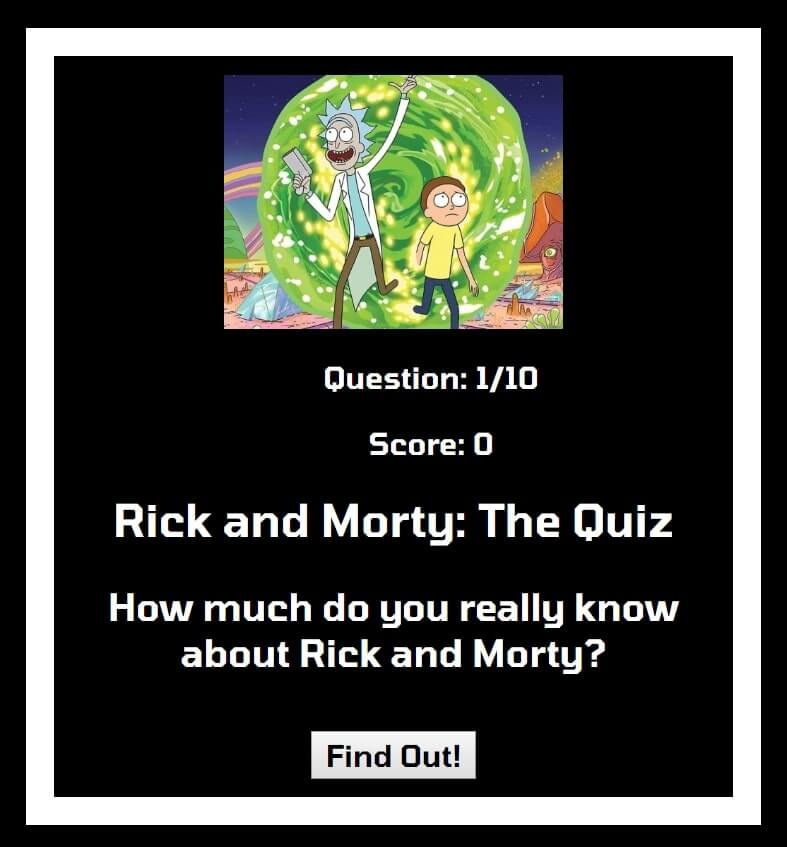 Question: 1/10
Score: 0
Rick and Morty: The Quiz
How much do you really know
about Rick and Morty?
Find Out!